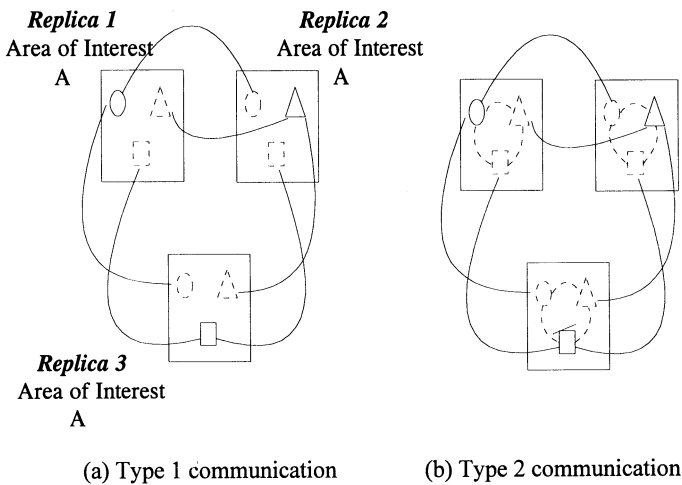 Replica 1
Area of Interest
A
Replica 2
Area of Interest
A
Replica 3
Area of Interest
A
(a) Type 1 communication
(b) Type 2 communication